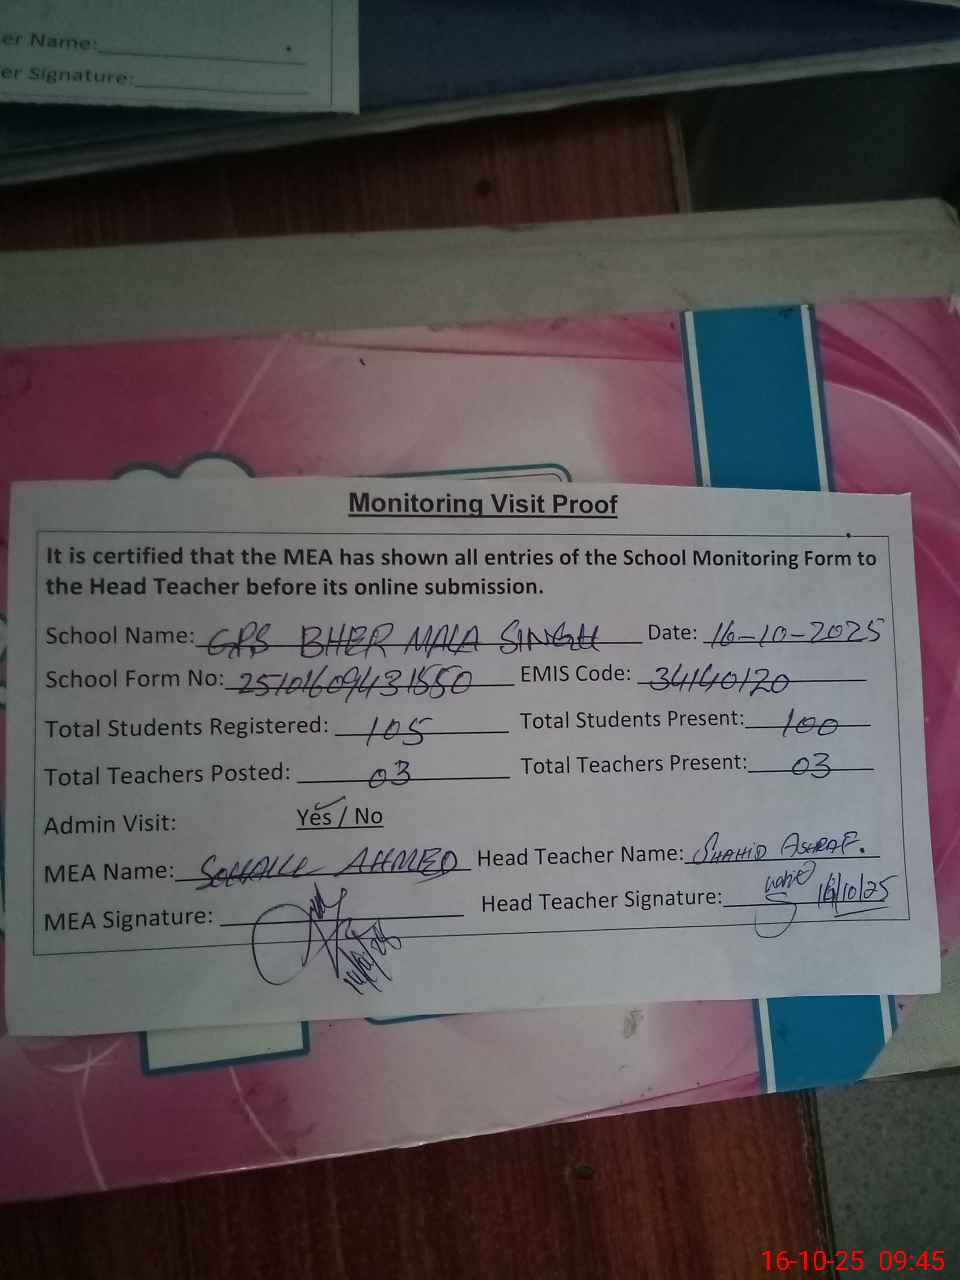 er Name:
er Signature:
Monitoring Visit Proof
It is certified that the MEA has shown all entries of the School Monitoring Form to
the Head Teacher before its online submission.
School Name: GPS BHER MALA SINGH Date: 16-10-2025
School Form No: 25101609431550 EMIS Code: 34140120
Total Students Registered: 105 Total Students Present: 100
Total Teachers Posted: 03 Total Teachers Present: 03
Admin Visit: Yes / No
MEA Name: SOHAIL AHMED Head Teacher Name: SHAHID ASHRAF.
MEA Signature: Head Teacher Signature: 16/10/25
16-10-25 09:45